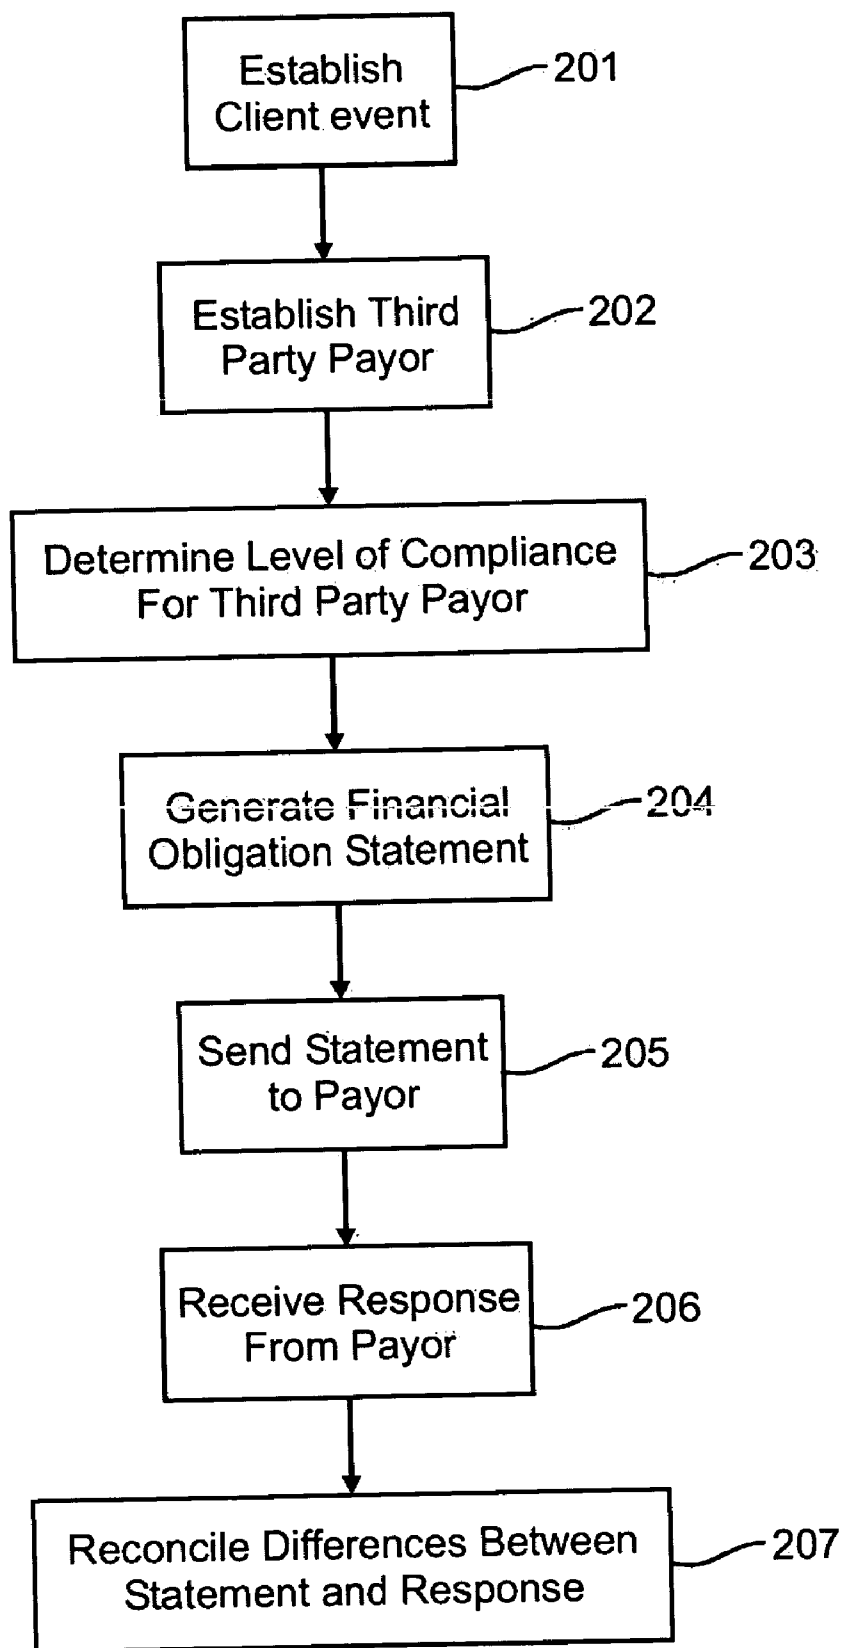 Establish
Client event
201
Establish Third
Party Payor
202
Determine Level of Compliance
For Third Party Payor
203
Generate Financial
Obligation Statement
204
Send Statement
to Payor
205
Receive Response
From Payor
206
Reconcile Differences Between
Statement and Response
207